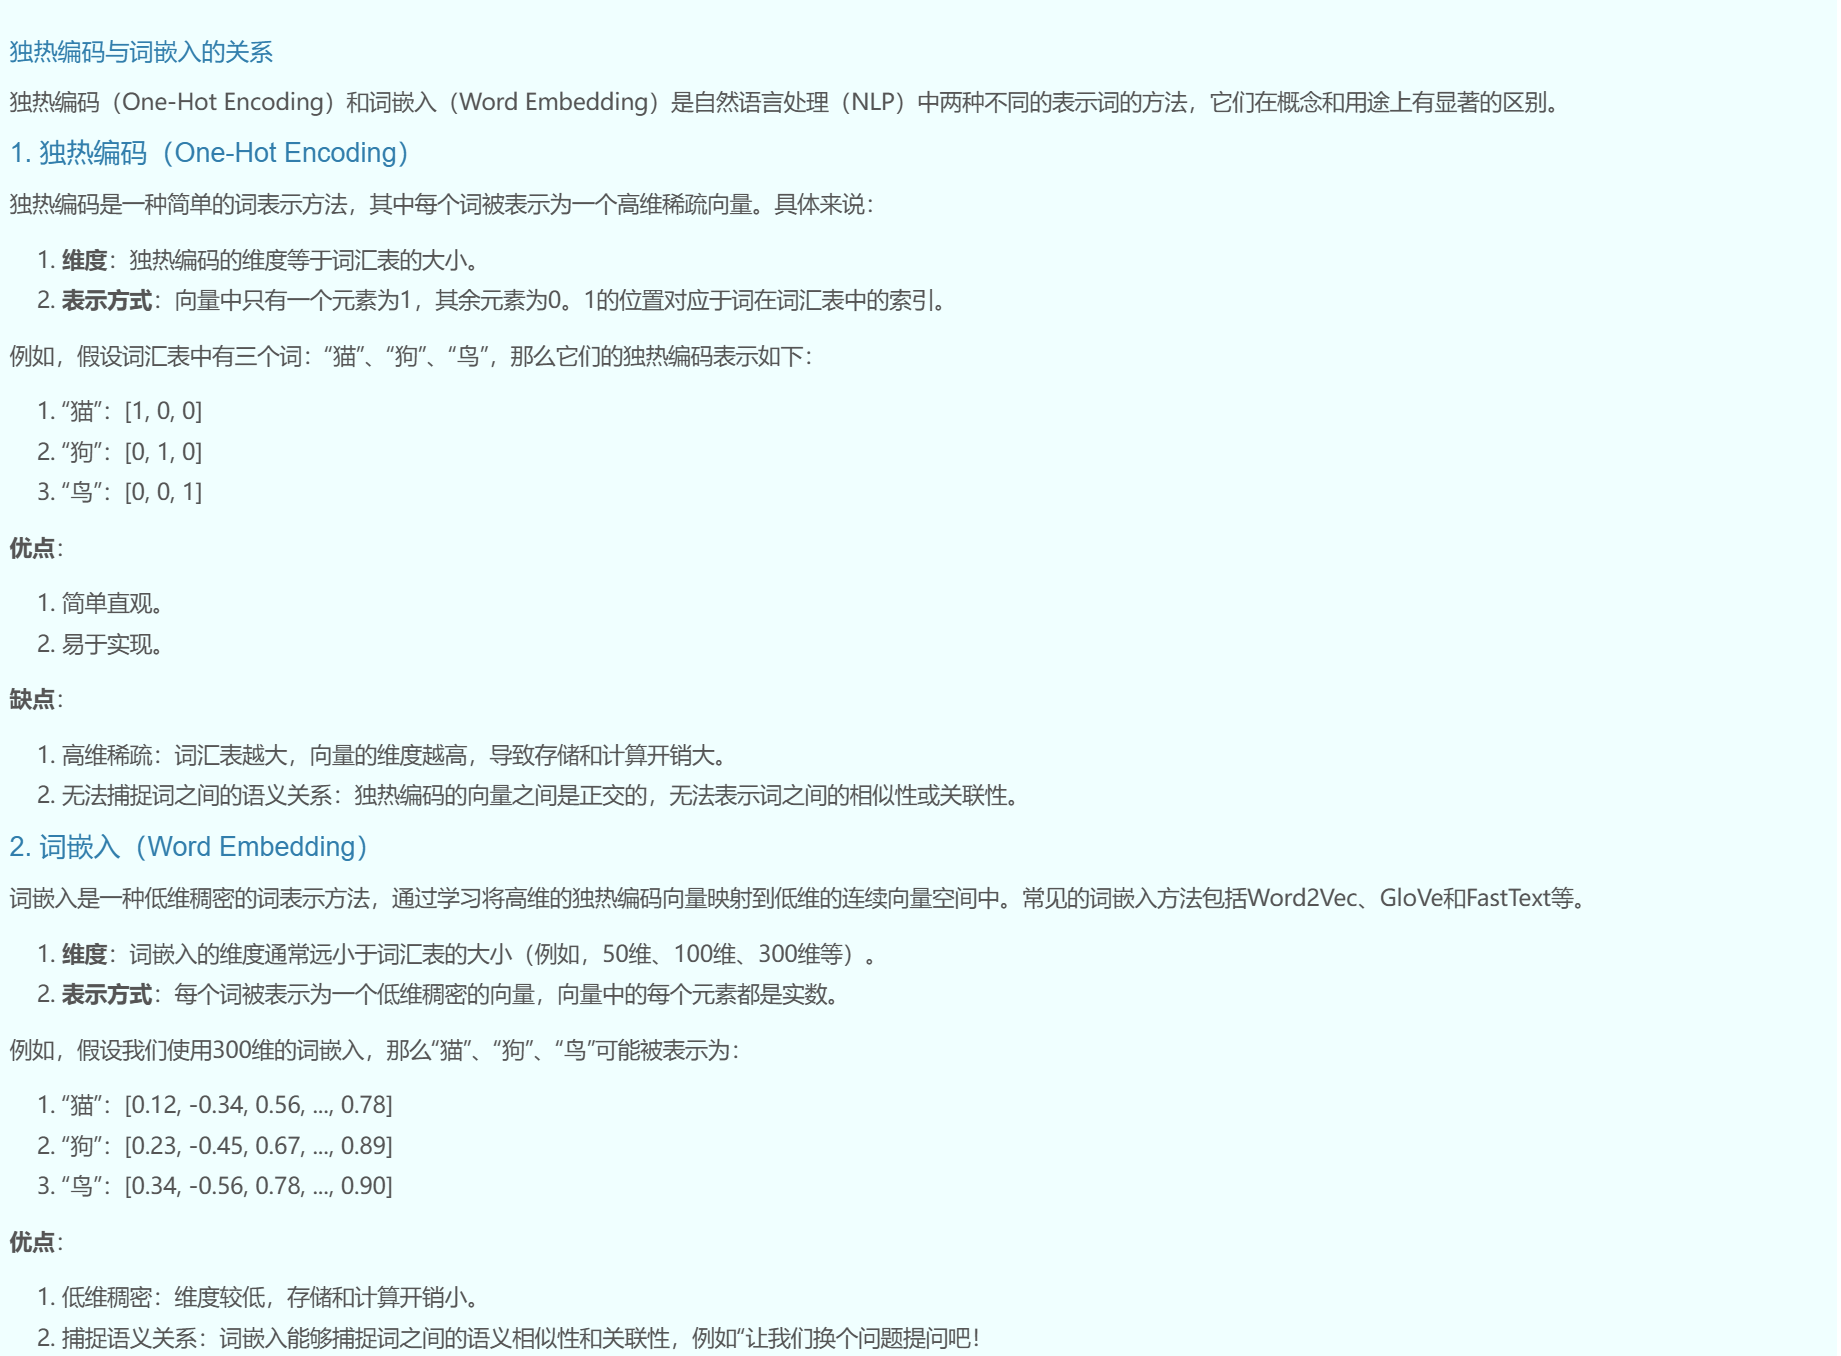 独热编码与词嵌入的关系
独热编码（One-Hot Encoding）和词嵌入（Word Embedding）是自然语言处理（NLP）中两种不同的表示词的方法，它们在概念和用途上有显著的区别。
1. 独热编码（One-Hot Encoding）
独热编码是一种简单的词表示方法，其中每个词被表示为一个高维稀疏向量。具体来说：
1. 维度：独热编码的维度等于词汇表的大小。
2. 表示方式：向量中只有一个元素为1，其余元素为0。1的位置对应于词在词汇表中的索引。
例如，假设词汇表中有三个词：“猫”、“狗”、“鸟”，那么它们的独热编码表示如下：
1. “猫”：[1, 0, 0]
2. “狗”：[0, 1, 0]
3. “鸟”：[0, 0, 1]
优点：
1. 简单直观。
2. 易于实现。
缺点：
1. 高维稀疏：词汇表越大，向量的维度越高，导致存储和计算开销大。
2. 无法捕捉词之间的语义关系：独热编码的向量之间是正交的，无法表示词之间的相似性或关联性。
2. 词嵌入（Word Embedding）
词嵌入是一种低维稠密的词表示方法，通过学习将高维的独热编码向量映射到低维的连续向量空间中。常见的词嵌入方法包括Word2Vec、GloVe和FastText等。
1. 维度：词嵌入的维度通常远小于词汇表的大小（例如，50维、100维、300维等）。
2. 表示方式：每个词被表示为一个低维稠密的向量，向量中的每个元素都是实数。
例如，假设我们使用300维的词嵌入，那么“猫”、“狗”、“鸟”可能被表示为：
1. “猫”：[0.12, -0.34, 0.56, ..., 0.78]
2. “狗”：[0.23, -0.45, 0.67, ..., 0.89]
3. “鸟”：[0.34, -0.56, 0.78, ..., 0.90]
优点：
1. 低维稠密：维度较低，存储和计算开销小。
2. 捕捉语义关系：词嵌入能够捕捉词之间的语义相似性和关联性，例如“让我们换个问题提问吧！